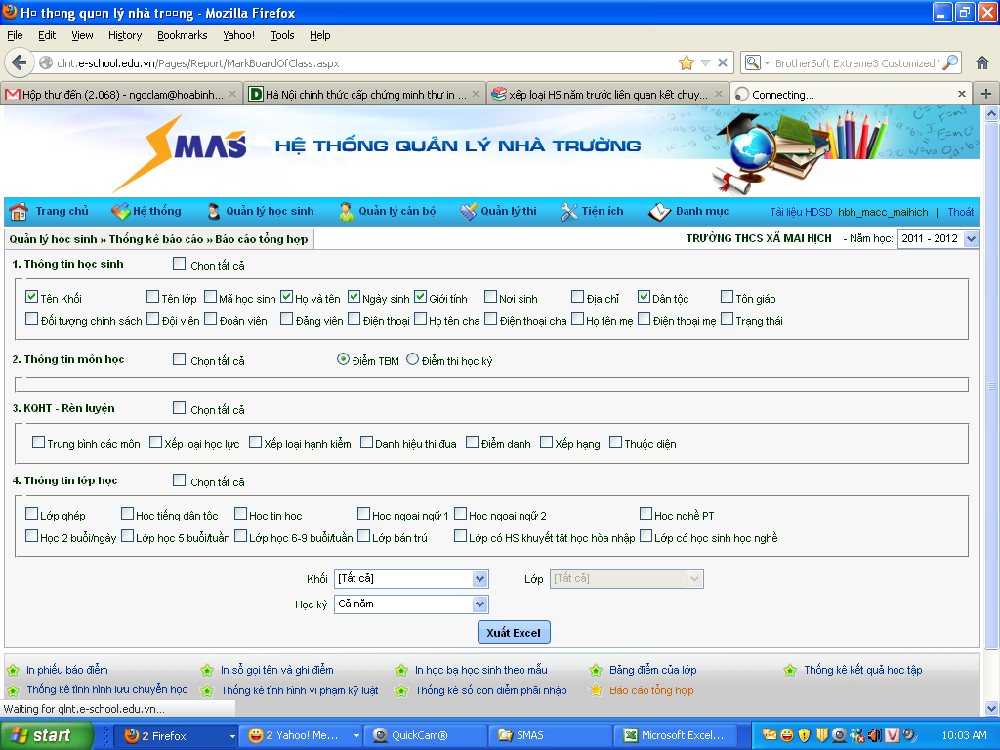 Hệ thống quản lý nhà trường - Mozilla Firefox
File Edit View History Bookmarks Yahoo! Tools Help
qlnt.e-school.edu.vn/Pages/Report/MarkBoardOfClass.aspx
BrotherSoft Extreme3 Customized
Hộp thư đến (2.068) - ngoclam@hoabinh...
Hà Nội chính thức cấp chứng minh thư in ...
xếp loại HS năm trước liên quan kết chuy...
Connecting...
SMAS HỆ THỐNG QUẢN LÝ NHÀ TRƯỜNG
Trang chủ Hệ thống Quản lý học sinh Quản lý cán bộ Quản lý thi Tiện ích Danh mục Tài liệu HDSD hbh_macc_maihich | Thoát
Quản lý học sinh » Thống kê báo cáo » Báo cáo tổng hợp TRƯỜNG THCS XÃ MAI HỊCH - Năm học: 2011 - 2012
1. Thông tin học sinh Chọn tất cả
Tên Khối Tên lớp Mã học sinh Họ và tên Ngày sinh Giới tính Nơi sinh Địa chỉ Dân tộc Tôn giáo
Đối tượng chính sách Đội viên Đoàn viên Đảng viên Điện thoại Họ tên cha Điện thoại cha Họ tên mẹ Điện thoại mẹ Trạng thái
2. Thông tin môn học Chọn tất cả Điểm TBM Điểm thi học kỳ
3. KQHT - Rèn luyện Chọn tất cả
Trung bình các môn Xếp loại học lực Xếp loại hạnh kiểm Danh hiệu thi đua Điểm danh Xếp hạng Thuộc diện
4. Thông tin lớp học Chọn tất cả
Lớp ghép Học tiếng dân tộc Học tin học Học ngoại ngữ 1 Học ngoại ngữ 2 Học nghề PT
Học 2 buổi/ngày Lớp học 5 buổi/tuần Lớp học 6-9 buổi/tuần Lớp bán trú Lớp có HS khuyết tật học hòa nhập Lớp có học sinh học nghề
Khối [Tất cả] Lớp [Tất cả]
Học kỳ Cả năm
Xuất Excel
In phiếu báo điểm In sổ gọi tên và ghi điểm In học bạ học sinh theo mẫu Bảng điểm của lớp Thống kê kết quả học tập
Thống kê tình hình lưu chuyển học Thống kê tình hình vi phạm kỷ luật Thống kê số con điểm phải nhập Báo cáo tổng hợp
Waiting for qlnt.e-school.edu.vn...
start 2 Firefox 2 Yahoo! Me... QuickCam® SMAS Microsoft Excel... 10:03 AM